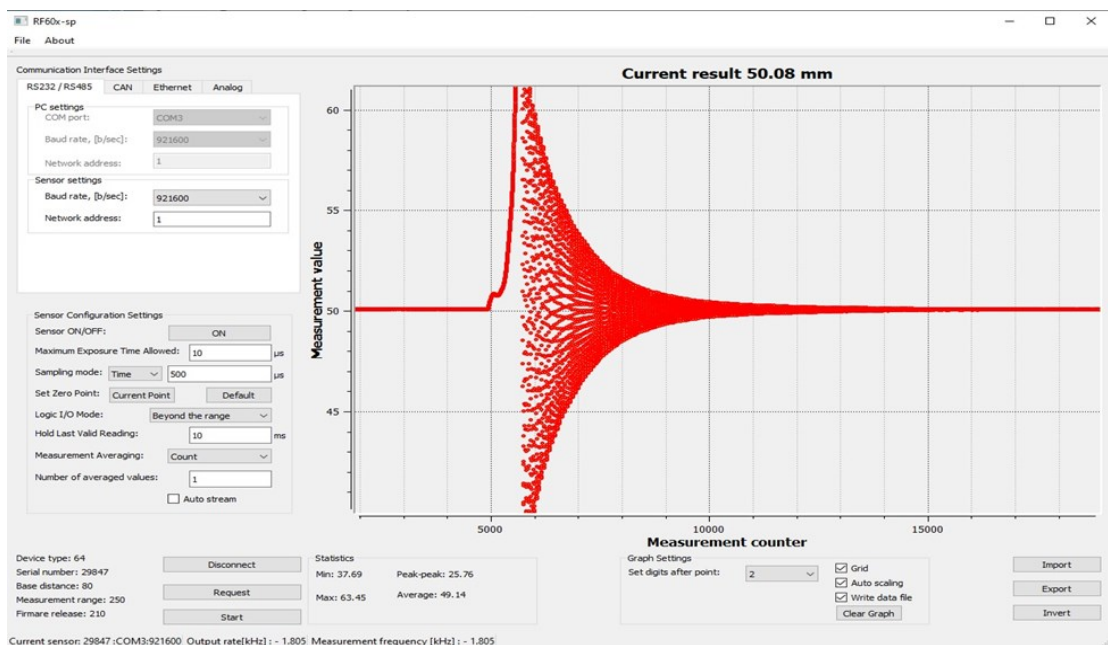 RF60x-sp
File About
Communication Interface Settings
RS232 / RS485 CAN Ethernet Analog
PC settings
COM port: COM3
Baud rate, [b/sec]: 921600
Network address: 1
Sensor settings
Baud rate, [b/sec]: 921600
Network address: 1
Sensor Configuration Settings
Sensor ON/OFF: ON
Maximum Exposure Time Allowed: 10 µs
Sampling mode: Time 500 µs
Set Zero Point: Current Point Default
Logic I/O Mode: Beyond the range
Hold Last Valid Reading: 10 ms
Measurement Averaging: Count
Number of averaged values: 1
Auto stream
Current result 50.08 mm
Measurement value
60
55
50
45
5000 10000 15000
Measurement counter
Device type: 64
Serial number: 29847
Base distance: 80
Measurement range: 250
Firmare release: 210
Disconnect
Request
Start
Statistics
Min: 37.69 Peak-peak: 25.76
Max: 63.45 Average: 49.14
Graph Settings
Set digits after point: 2
Grid
Auto scaling
Write data file
Clear Graph
Import
Export
Invert
Current sensor: 29847 :COM3:921600 Output rate[kHz] : - 1.805 Measurement frequency [kHz] : - 1.805